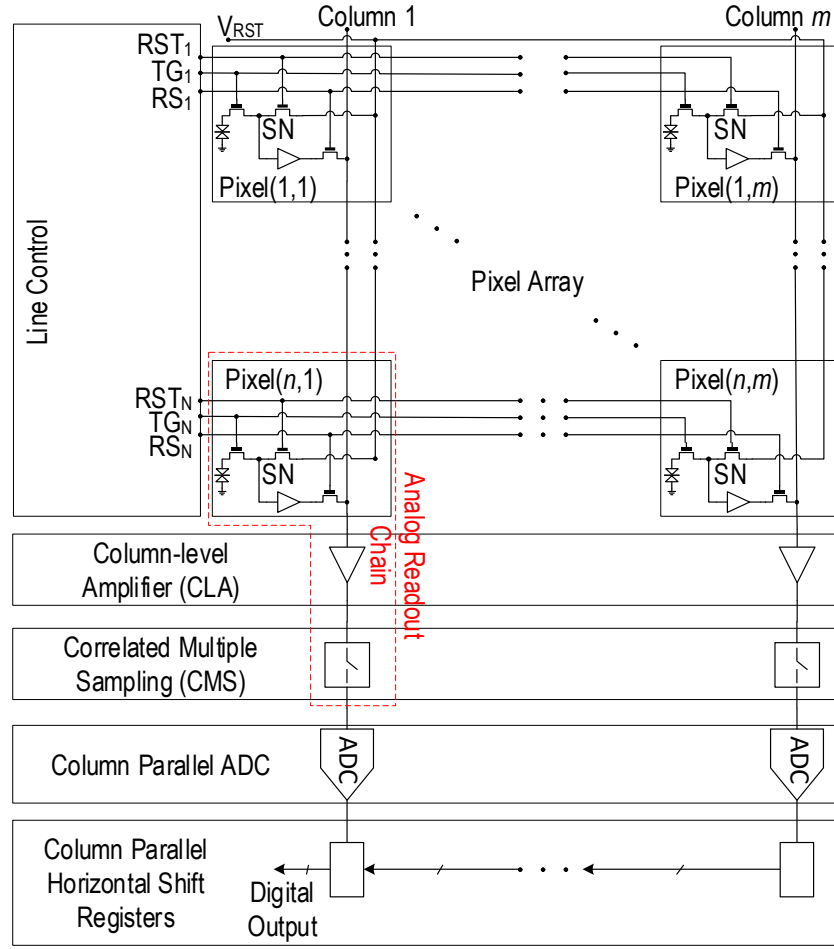 Column 1
Column m
VRST
RST1
TG1
RS1
SN
Pixel(1,1)
SN
Pixel(1,m)
Line Control
Pixel Array
Pixel(n,1)
Pixel(n,m)
RSTN
TGN
RSN
SN
SN
Analog Readout
Chain
Column-level
Amplifier (CLA)
Correlated Multiple
Sampling (CMS)
Column Parallel ADC
ADC
ADC
Column Parallel
Horizontal Shift
Registers
Digital
Output